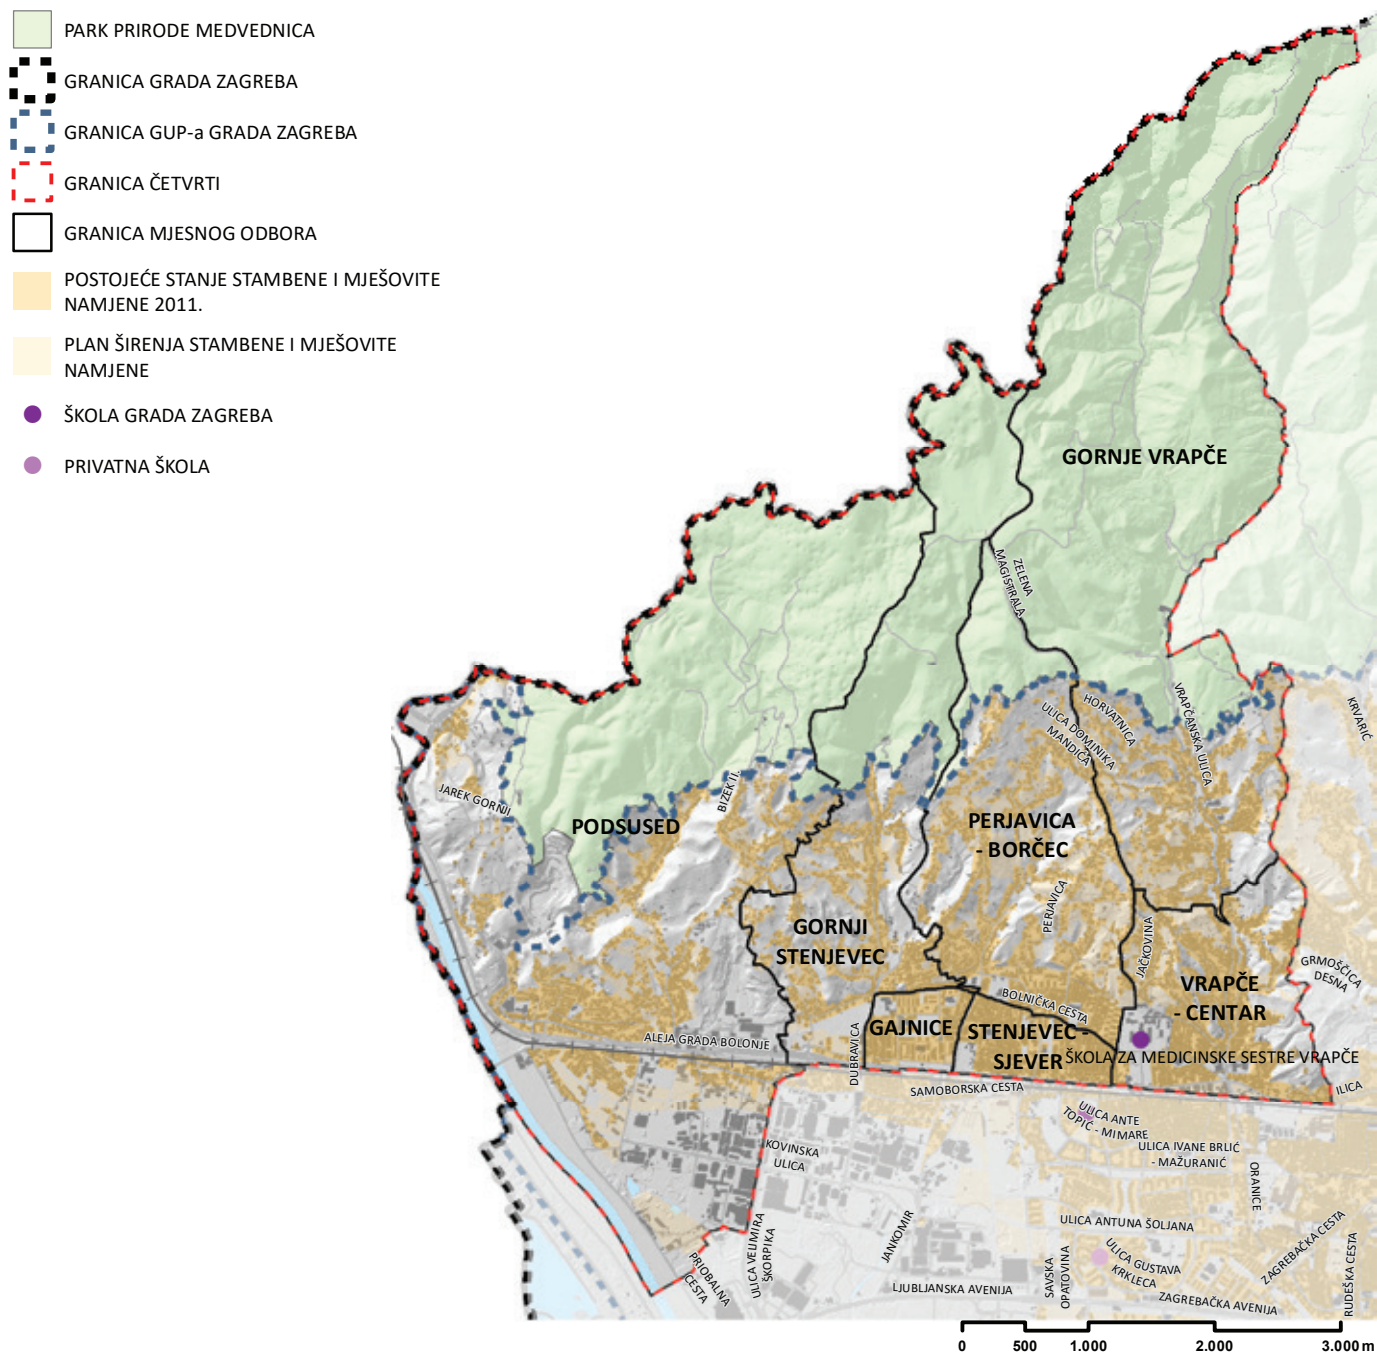 PARK PRIRODE MEDVEDNICA
GRANICA GRADA ZAGREBA
GRANICA GUP-a GRADA ZAGREBA
GRANICA ČETVRTI
GRANICA MJESNOG ODBORA
POSTOJEĆE STANJE STAMBENE I MJEŠOVITE
NAMJENE 2011.
PLAN ŠIRENJA STAMBENE I MJEŠOVITE
NAMJENE
ŠKOLA GRADA ZAGREBA
PRIVATNA ŠKOLA
GORNJE VRAPČE
ZELENA
MAGISTRALA
VRAPČANSKA ULICA
KRVARIĆ
HORVATNICA
ULICA DOMINIKA
MANDIĆA
JAREK GORNJI
BIZEK II.
PODSUSED
PERJAVICA
- BORČEC
PERJAVICA
GORNJI
STENJEVEC
JAČKOVINA
GRMOŠČICA
DESNA
VRAPČE
- CENTAR
BOLNIČKA CESTA
GAJNICE
STENJEVEC -
SJEVER
ŠKOLA ZA MEDICINSKE SESTRE VRAPČE
ALEJA GRADA BOLONJE
DUBRAVICA
SAMOBORSKA CESTA
ILICA
ULICA ANTE
TOPIĆ - MIMARE
KOVINSKA
ULICA
ULICA IVANE BRLIĆ
- MAŽURANIĆ
ORANICE
ULICA ANTUNA ŠOLJANA
JANKOMIR
ULICA VELIMIRA
ŠKORPIKA
PRIOBALNA
CESTA
SAVSKA
OPATOVINA
ULICA GUSTAVA
KRKLECA
ZAGREBAČKA CESTA
RUDEŠKA CESTA
LJUBLJANSKA AVENIJA
ZAGREBAČKA AVENIJA
0 500 1.000 2.000 3.000 m